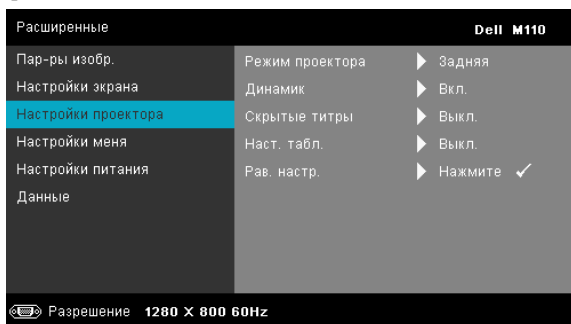 Расширенные Dell M110
Пар-ры изобр.
Настройки экрана
Настройки проектора
Настройки меня
Настройки питания
Данные
Режим проектора Задняя
Динамик Вкл.
Скрытые титры Выкл.
Наст. табл. Выкл.
Рав. настр. Нажмите
Разрешение 1280 X 800 60Hz